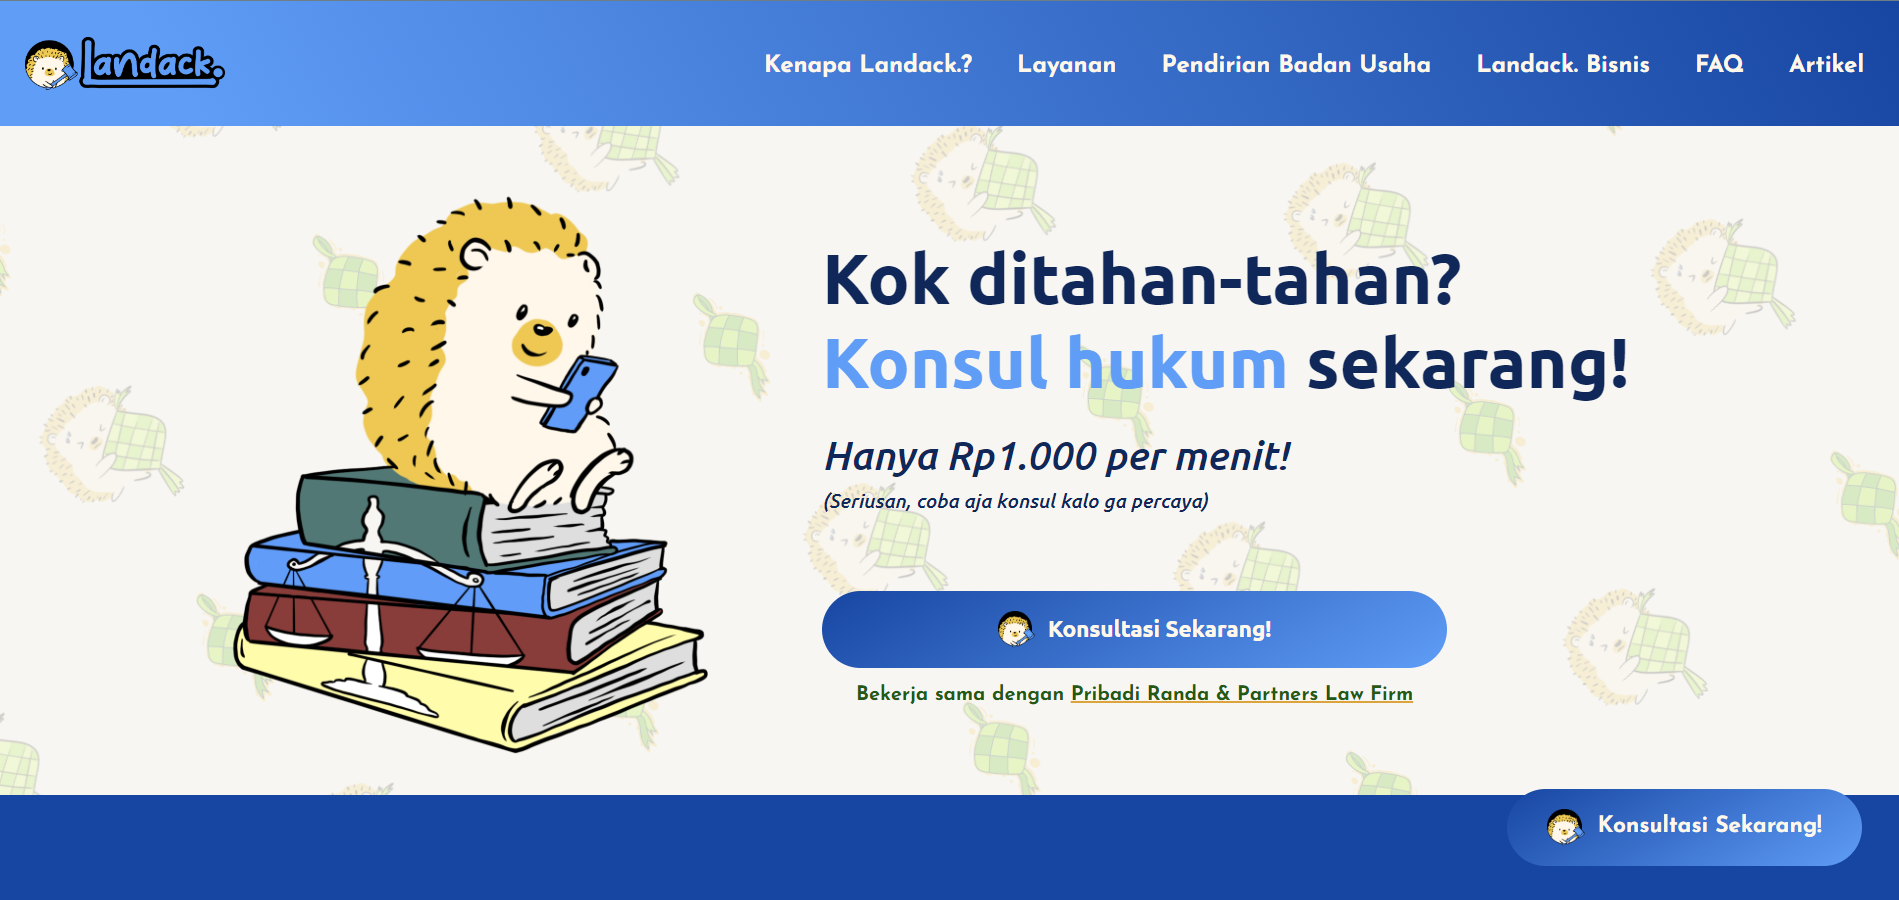 Landack.
Kenapa Landack.?
Layanan
Pendirian Badan Usaha
Landack. Bisnis
FAQ
Artikel
Kok ditahan-tahan?
Konsul hukum sekarang!
Hanya Rp1.000 per menit!
(Seriusan, coba aja konsul kalo ga percaya)
Konsultasi Sekarang!
Bekerja sama dengan Pribadi Randa & Partners Law Firm
Konsultasi Sekarang!